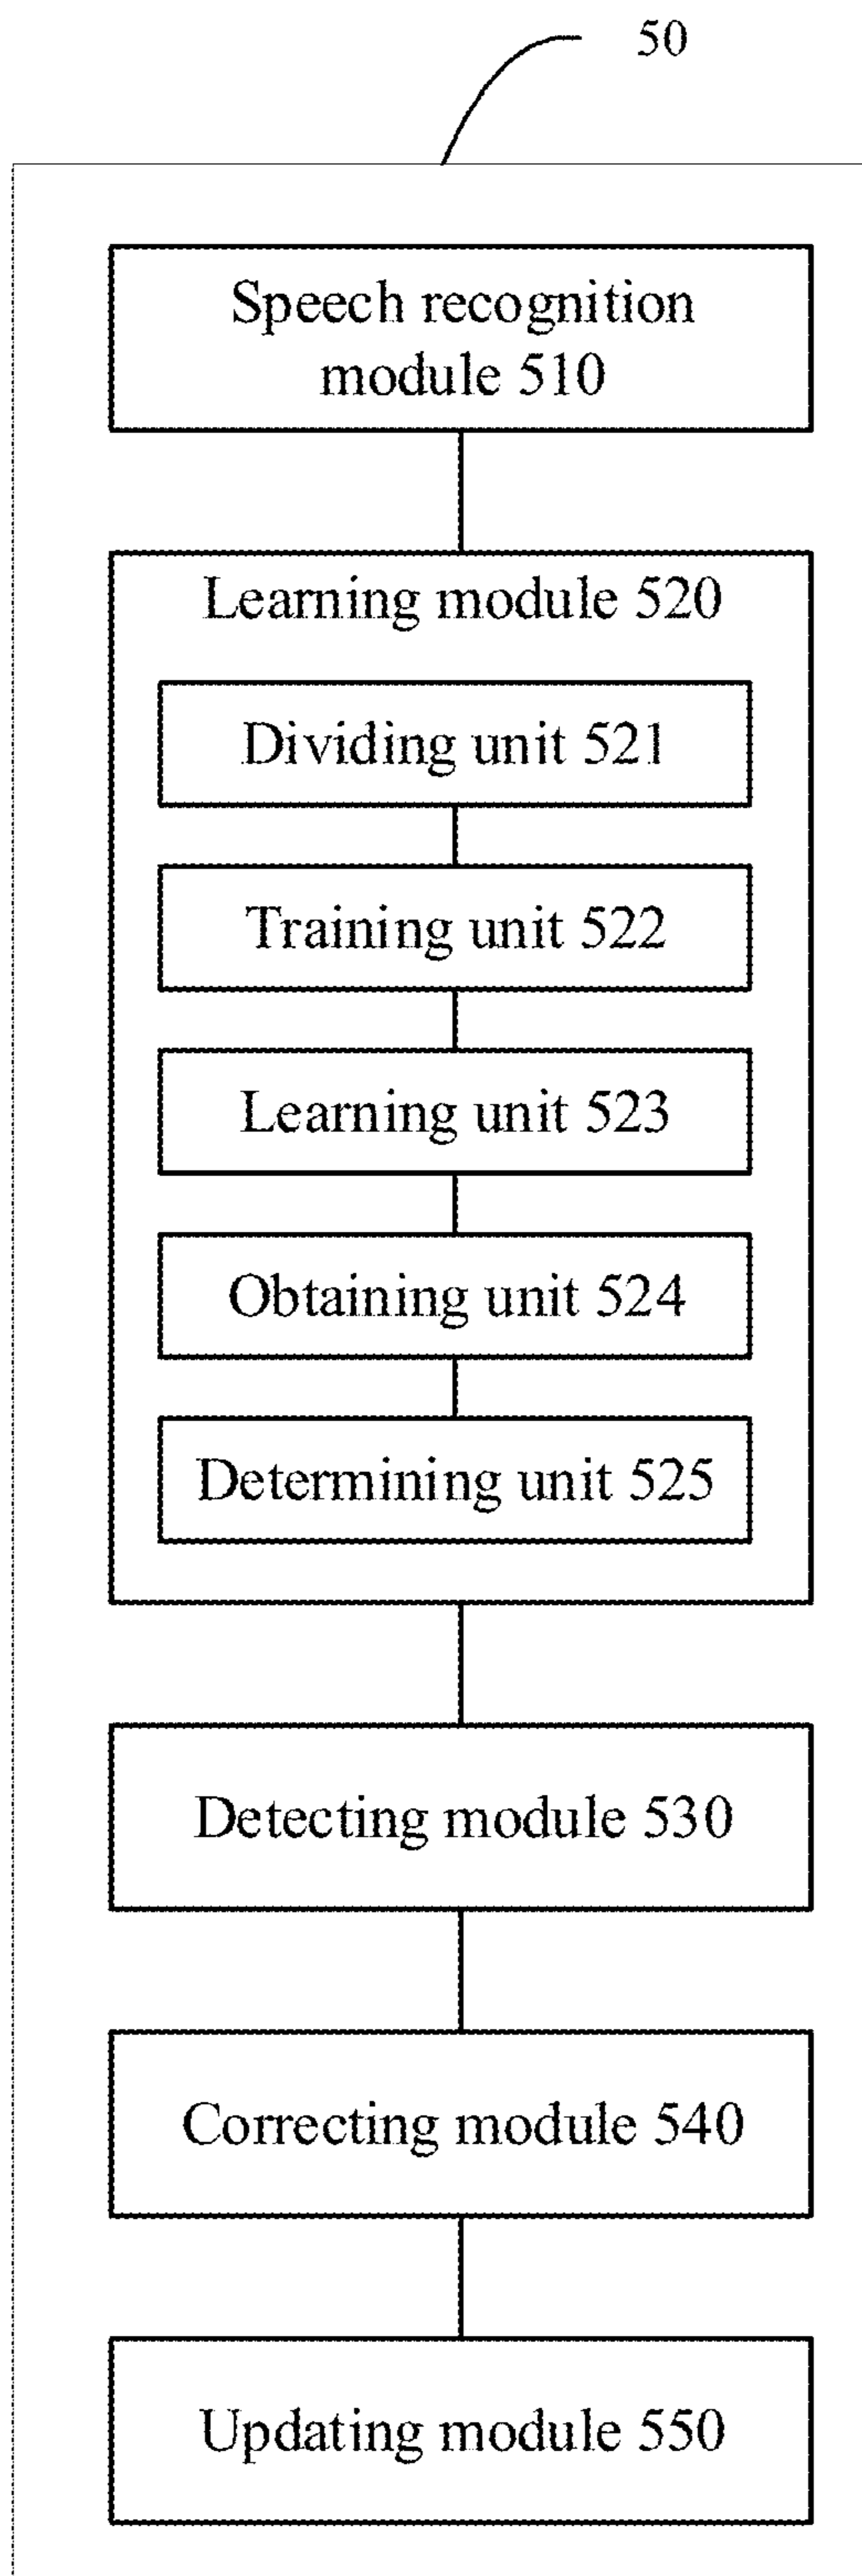 50
Speech recognition
module 510
Learning module 520
Dividing unit 521
Training unit 522
Learning unit 523
Obtaining unit 524
Determining unit 525
Detecting module 530
Correcting module 540
Updating module 550